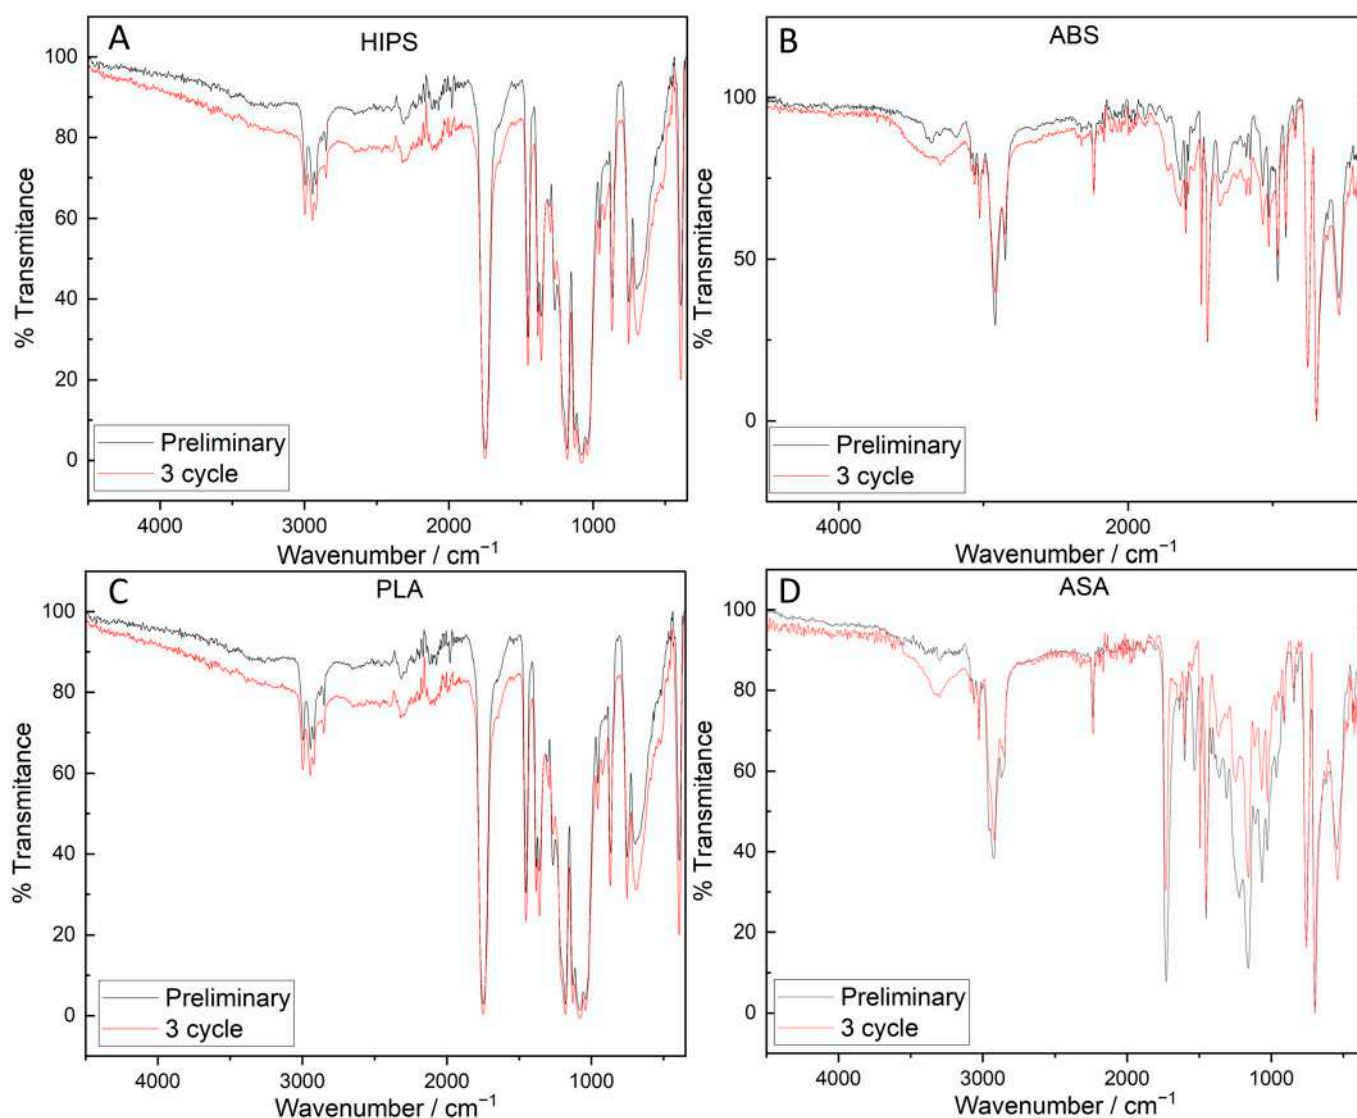 A
HIPS
100
80
60
40
20
0
% Transmitance
Preliminary
3 cycle
4000
3000
2000
1000
Wavenumber / cm⁻¹
B
ABS
100
50
0
% Transmitance
Preliminary
3 cycle
4000
2000
Wavenumber / cm⁻¹
C
PLA
100
80
60
40
20
0
% Transmitance
Preliminary
3 cycle
4000
3000
2000
1000
Wavenumber / cm⁻¹
D
ASA
100
80
60
40
20
0
% Transmitance
Preliminary
3 cycle
4000
3000
2000
1000
Wavenumber / cm⁻¹